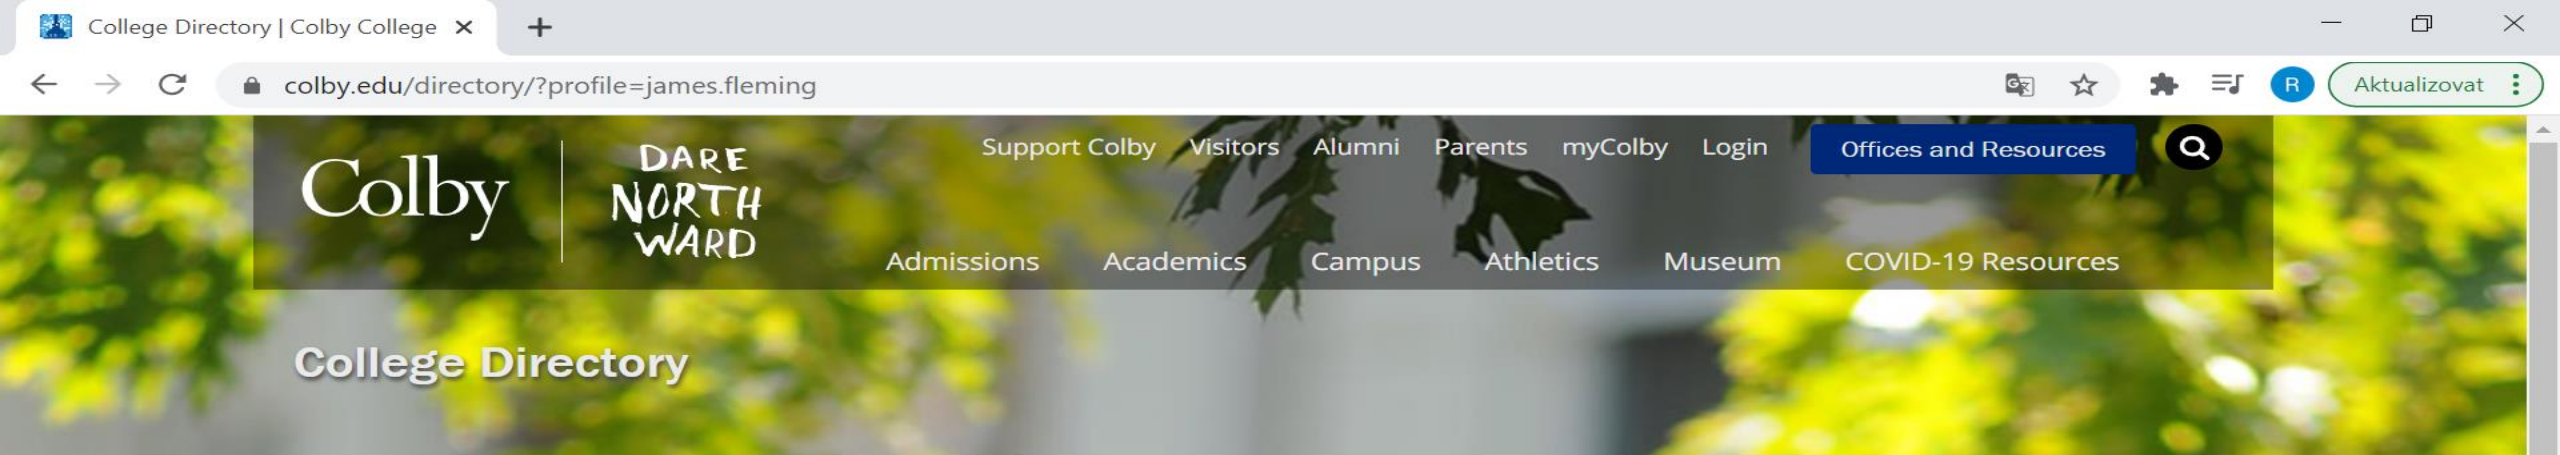 College Directory | Colby College
colby.edu/directory/?profile=james.fleming
R
Aktualizovat
Support Colby Visitors Alumni Parents myColby Login Offices and Resources
Colby
DARE
NORTH
WARD
Admissions Academics Campus Athletics Museum COVID-19 Resources
College Directory